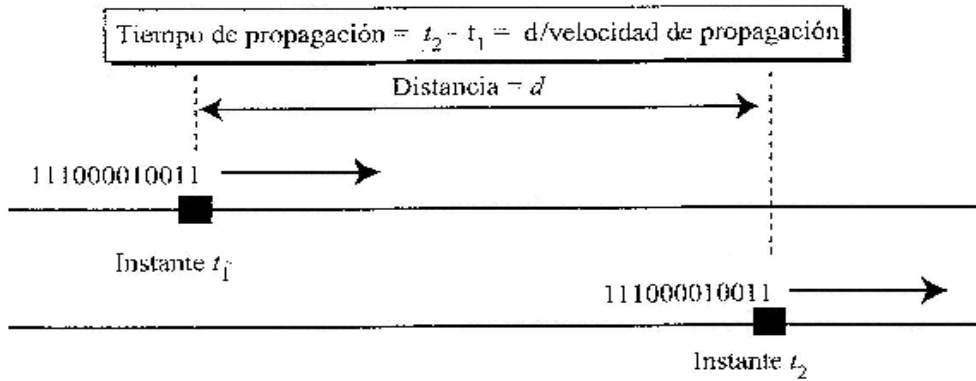 Tiempo de propagación = t₂ - t₁ = d/velocidad de propagación
Distancia = d
111000010011
Instante t₁
111000010011
Instante t₂